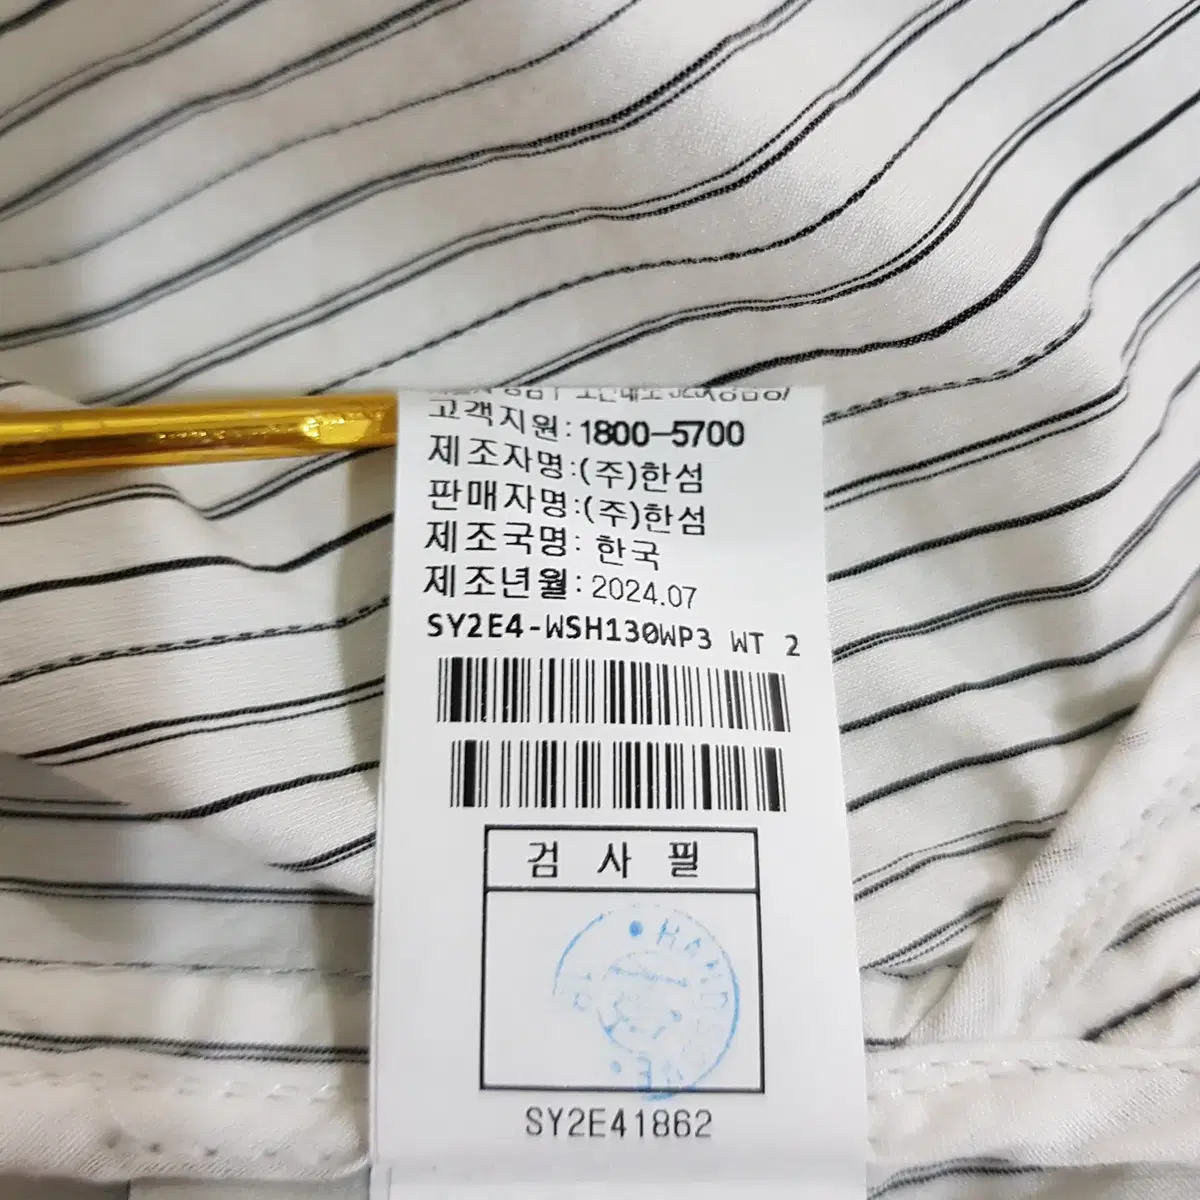 고객지원: 1800-5700
제조자명:(주)한섬
판매자명:(주)한섬
제조국명: 한국
제조년월: 2024.07
SY2E4-WSH130WP3 WT 2
검 사 필
SY2E41862